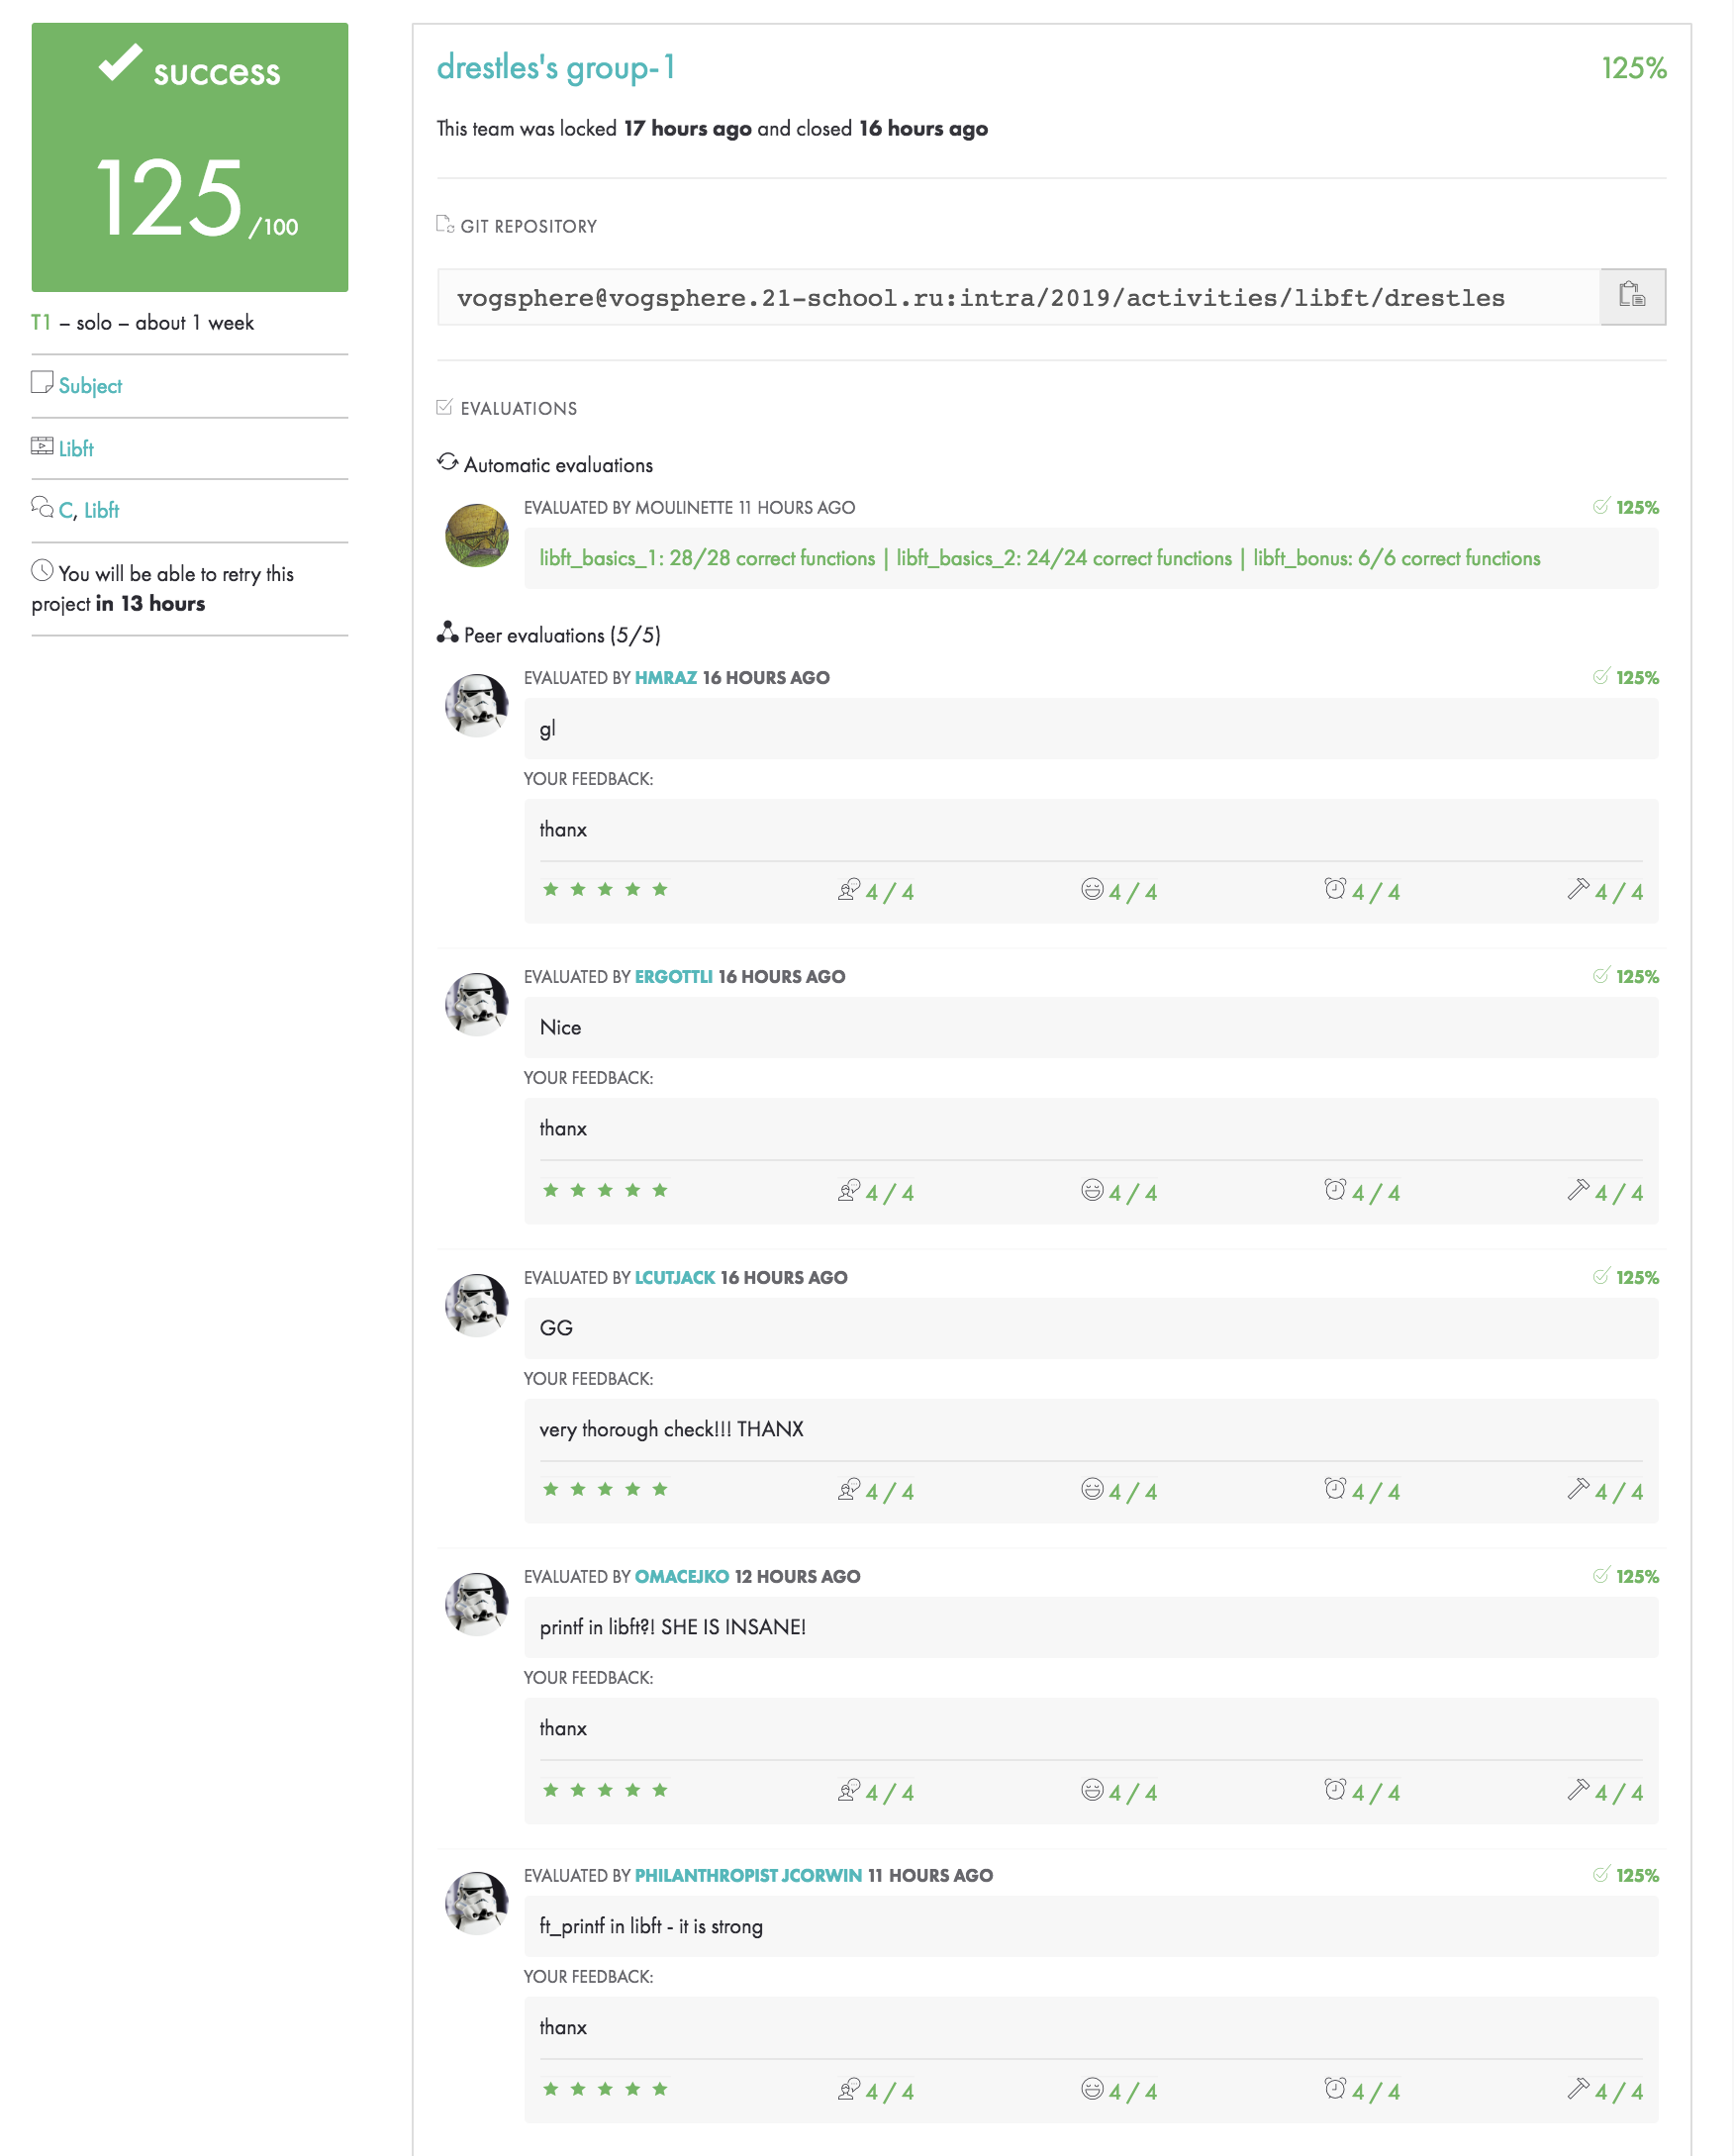 success
125 /100
T1 – solo – about 1 week
Subject
Libft
C, Libft
You will be able to retry this
project in 13 hours
drestles's group-1
125%
This team was locked 17 hours ago and closed 16 hours ago
GIT REPOSITORY
vogsphere@vogsphere.21-school.ru:intra/2019/activities/libft/drestles
EVALUATIONS
Automatic evaluations
EVALUATED BY MOULINETTE 11 HOURS AGO 125%
libft_basics_1: 28/28 correct functions | libft_basics_2: 24/24 correct functions | libft_bonus: 6/6 correct functions
Peer evaluations (5/5)
EVALUATED BY HMRAZ 16 HOURS AGO 125%
gl
YOUR FEEDBACK:
thanx
4 / 4 4 / 4 4 / 4 4 / 4
EVALUATED BY ERGOTTLI 16 HOURS AGO 125%
Nice
YOUR FEEDBACK:
thanx
4 / 4 4 / 4 4 / 4 4 / 4
EVALUATED BY LCUTJACK 16 HOURS AGO 125%
GG
YOUR FEEDBACK:
very thorough check!!! THANX
4 / 4 4 / 4 4 / 4 4 / 4
EVALUATED BY OMACEJKO 12 HOURS AGO 125%
printf in libft?! SHE IS INSANE!
YOUR FEEDBACK:
thanx
4 / 4 4 / 4 4 / 4 4 / 4
EVALUATED BY PHILANTHROPIST JCORWIN 11 HOURS AGO 125%
ft_printf in libft - it is strong
YOUR FEEDBACK:
thanx
4 / 4 4 / 4 4 / 4 4 / 4